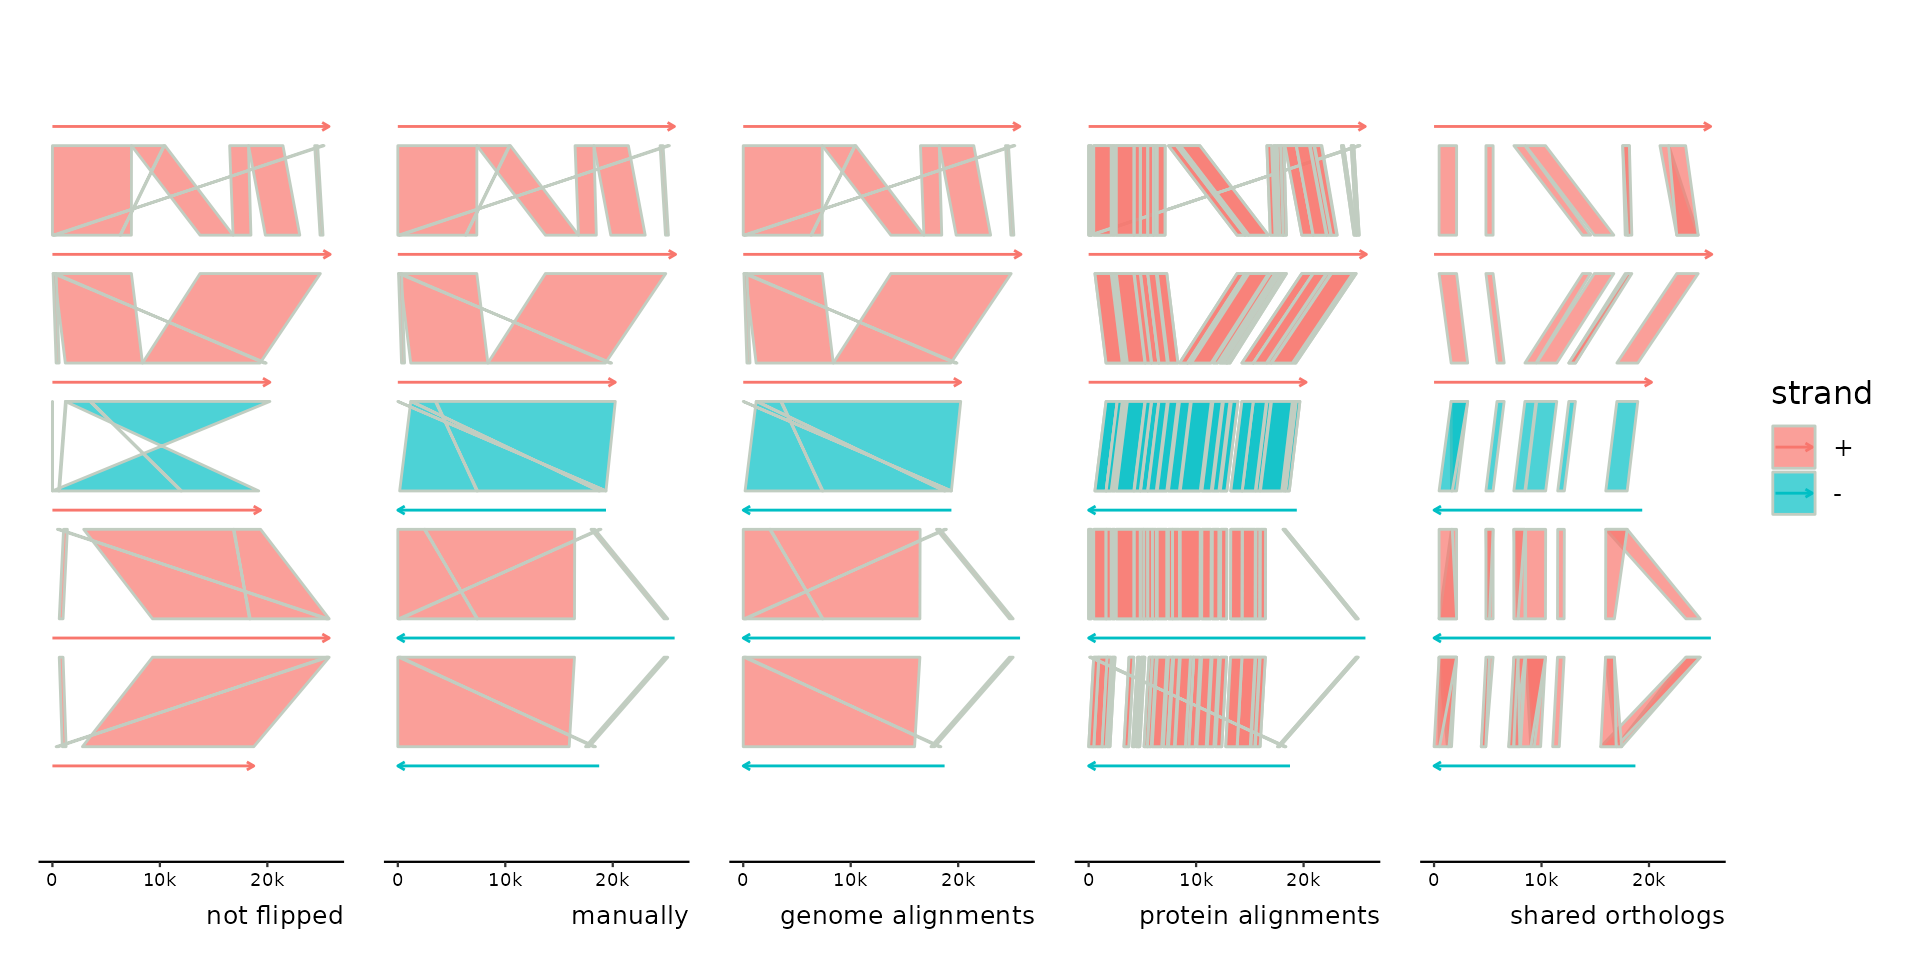 strand
+
-
0 10k 20k 0 10k 20k 0 10k 20k 0 10k 20k 0 10k 20k
not flipped manually genome alignments protein alignments shared orthologs